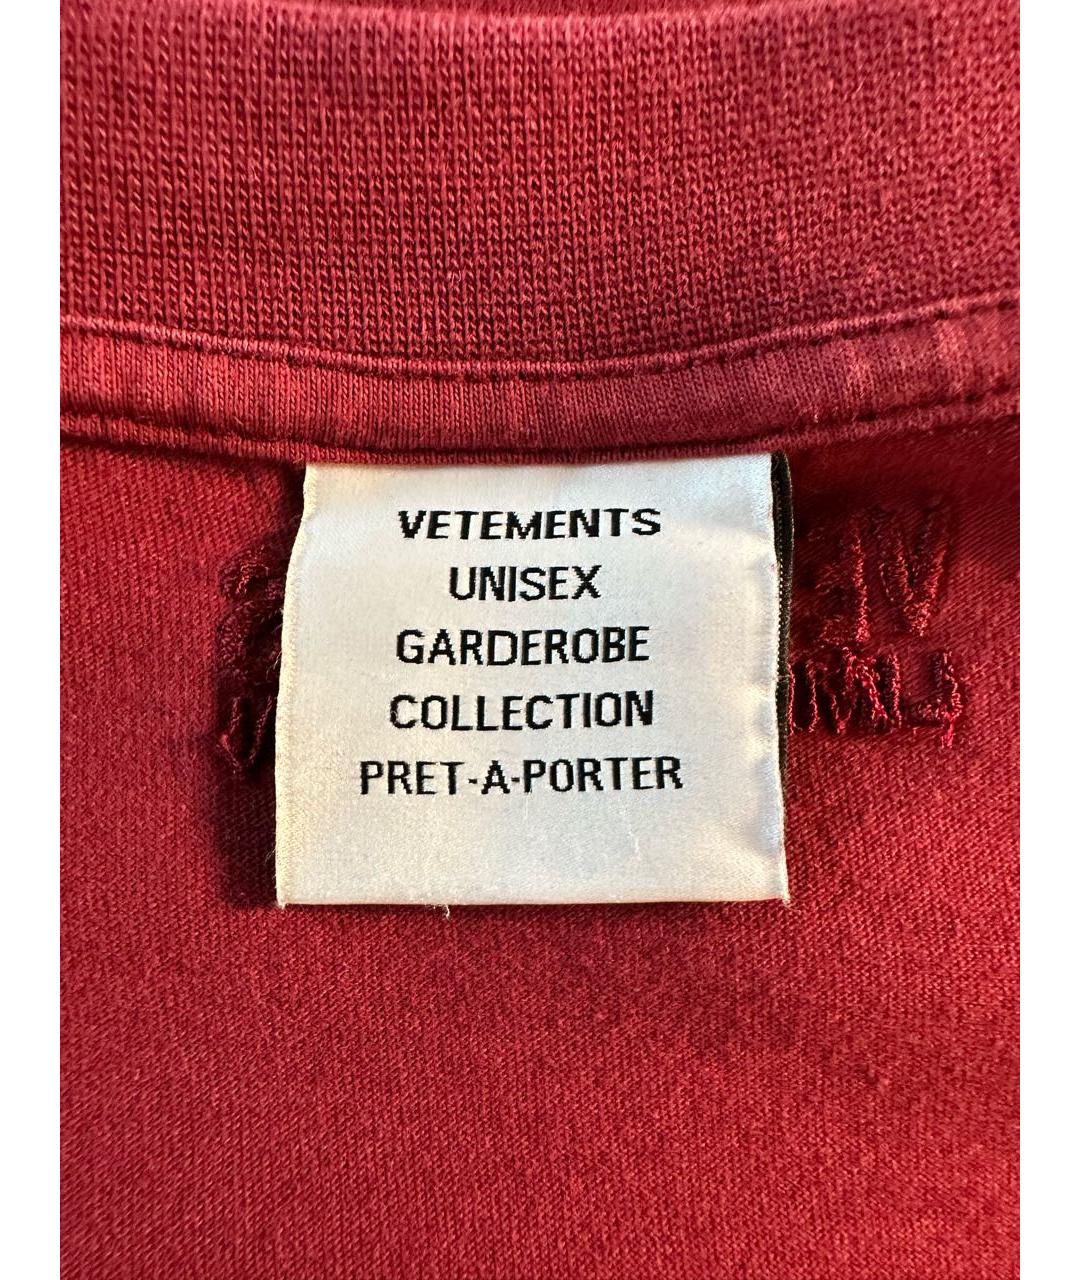 VETEMENTS
UNISEX
GARDEROBE
COLLECTION
PRET-A-PORTER